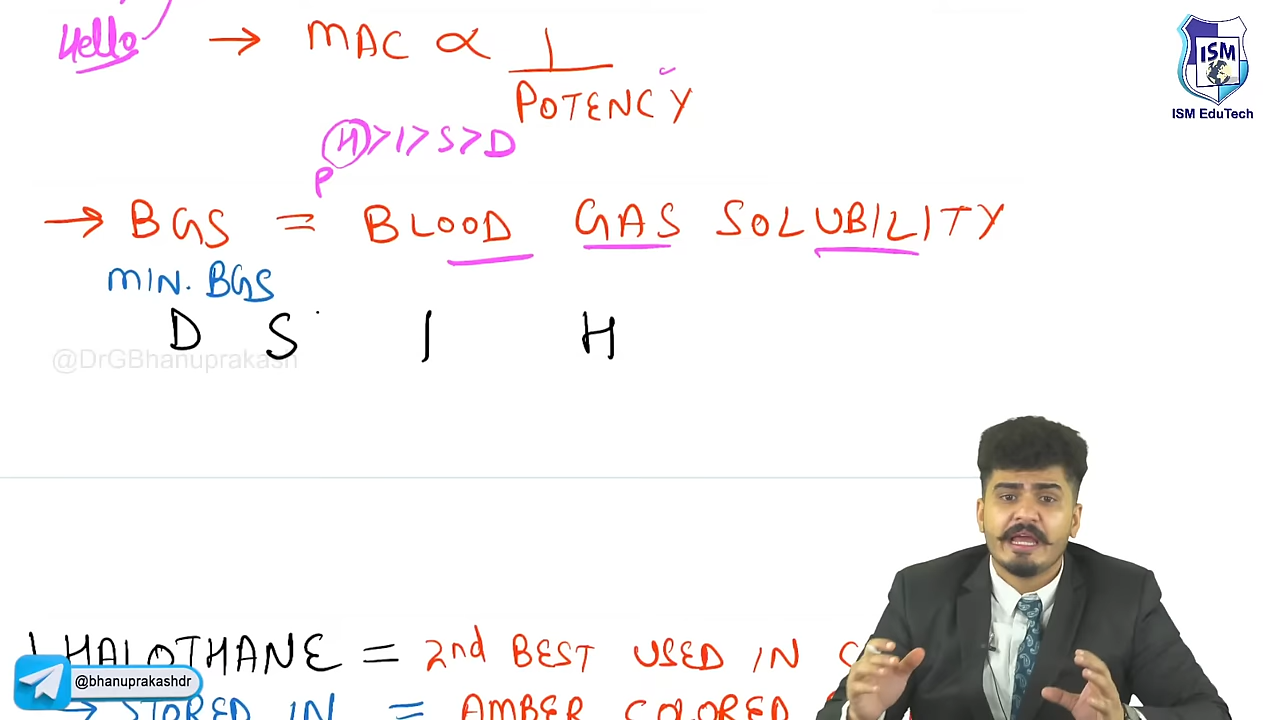 Hello → MAC ∝ 1
POTENCY
H > I > S > D
P
→ BGS = BLOOD GAS SOLUBILITY
MIN. BGS
D S I H
@DrGBhanuprakash
HALOTHANE = 2nd BEST USED IN
→ STORED IN = AMBER COLORED
@bhanuprakashdr
ISM
ISM EduTech